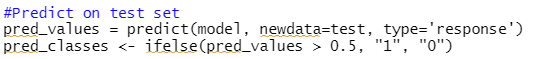 #Predict on test set
pred_values = predict(model, newdata=test, type='response')
pred_classes <- ifelse(pred_values > 0.5, "1", "0")